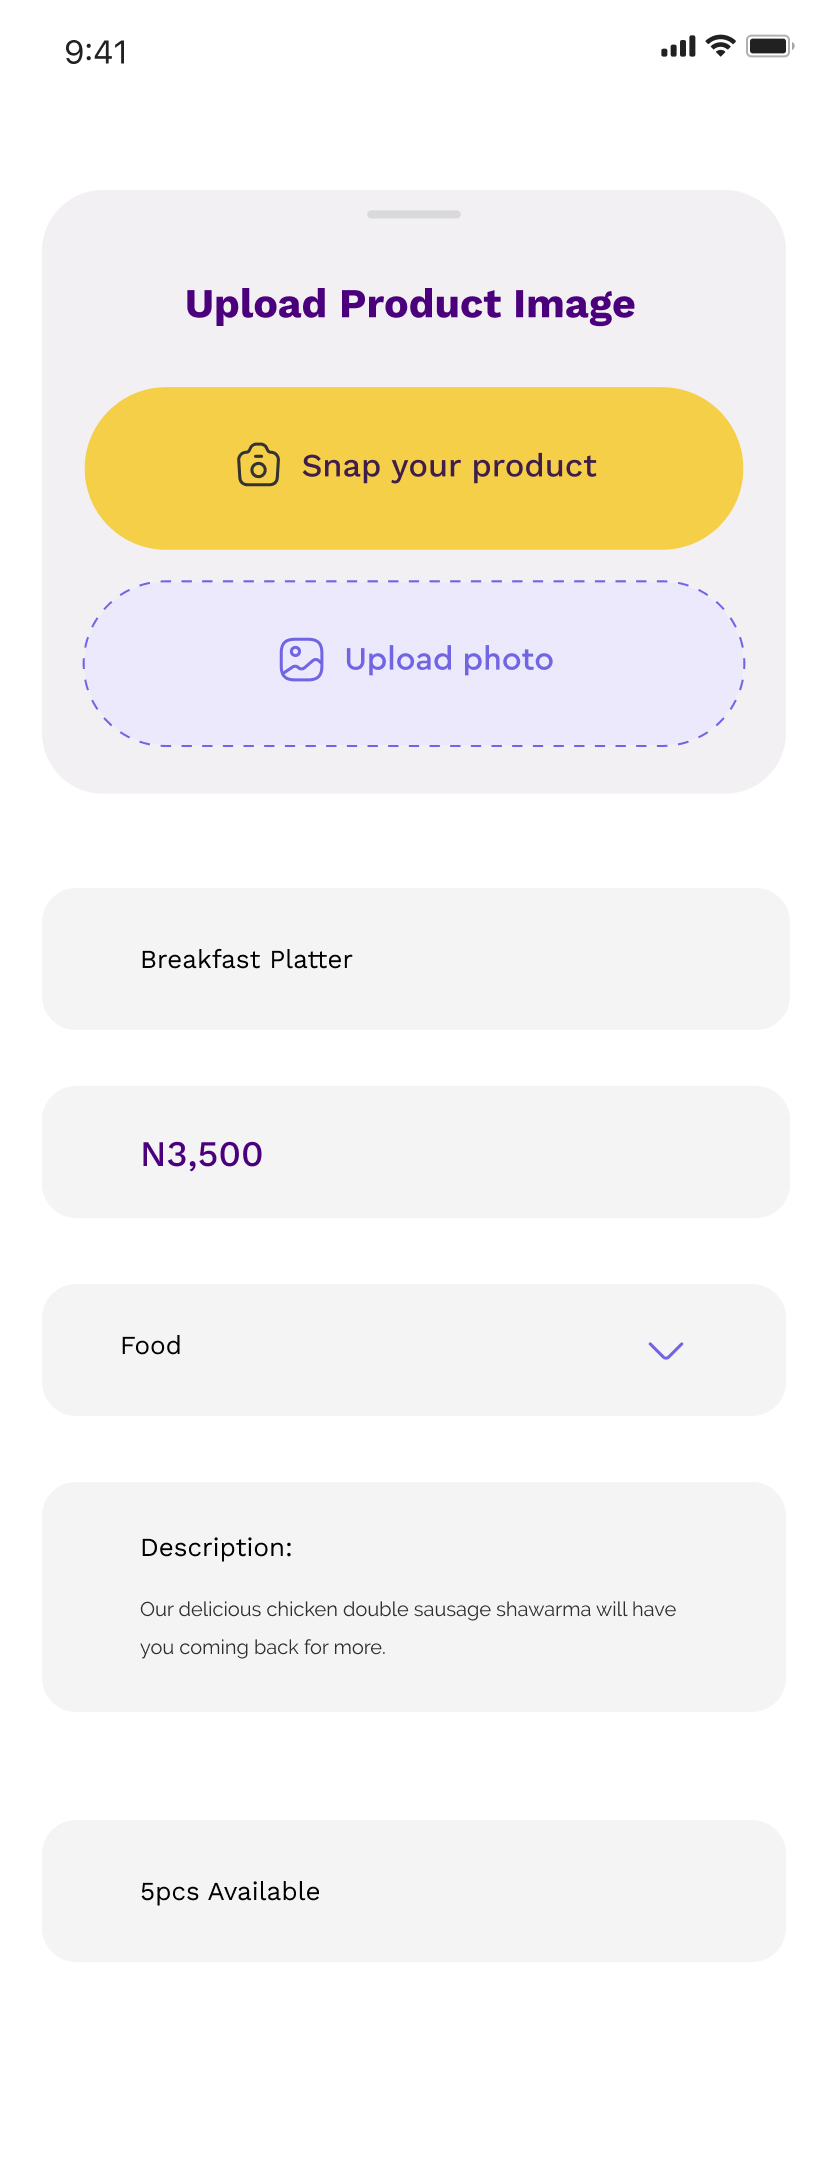 9:41
Upload Product Image
Snap your product
Upload photo
Breakfast Platter
N3,500
Food
Description:
Our delicious chicken double sausage shawarma will have
you coming back for more.
5pcs Available